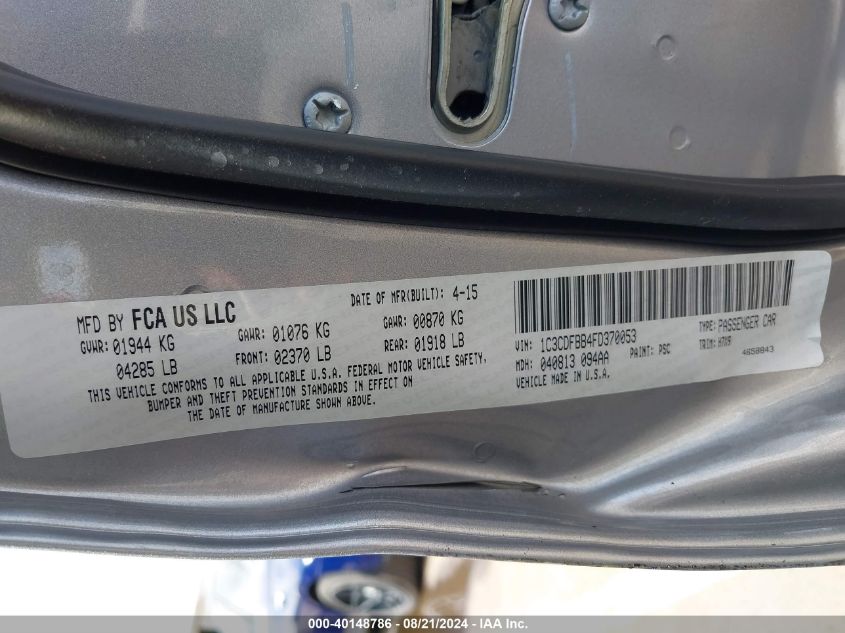 MFD BY FCA US LLC
DATE OF MFR(BUILT): 4-15
GVWR: 01944 KG
04285 LB
GAWR: 01076 KG
FRONT: 02370 LB
GAWR: 00870 KG
REAR: 01918 LB
THIS VEHICLE CONFORMS TO ALL APPLICABLE U.S.A. FEDERAL MOTOR VEHICLE SAFETY,
BUMPER AND THEFT PREVENTION STANDARDS IN EFFECT ON
THE DATE OF MANUFACTURE SHOWN ABOVE.
VIN: 1C3CDFBB4FD370053
TYPE: PASSENGER CAR
MDH: 040813 094AA
PAINT: PSC
TRIM: H7X9
VEHICLE MADE IN U.S.A.
4658843
000-40148786 - 08/21/2024 - IAA Inc.